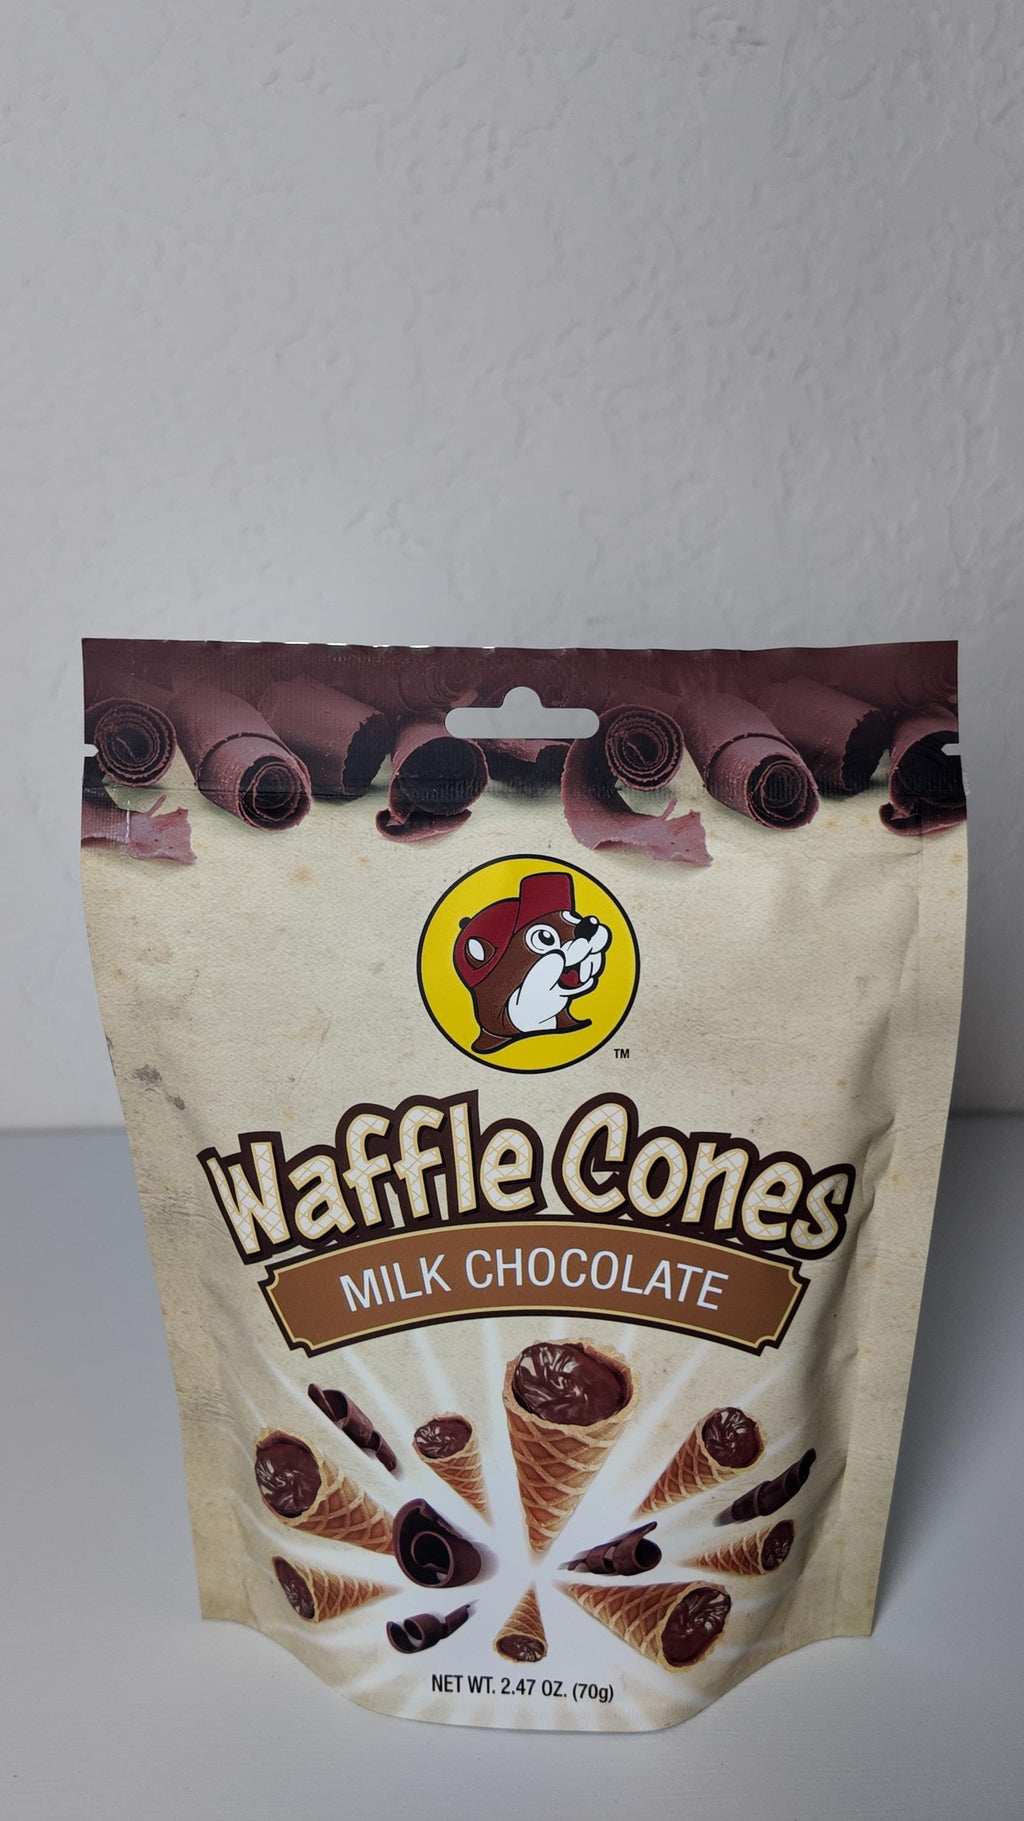 TM
Waffle Cones
MILK CHOCOLATE
NET WT. 2.47 OZ. (70g)